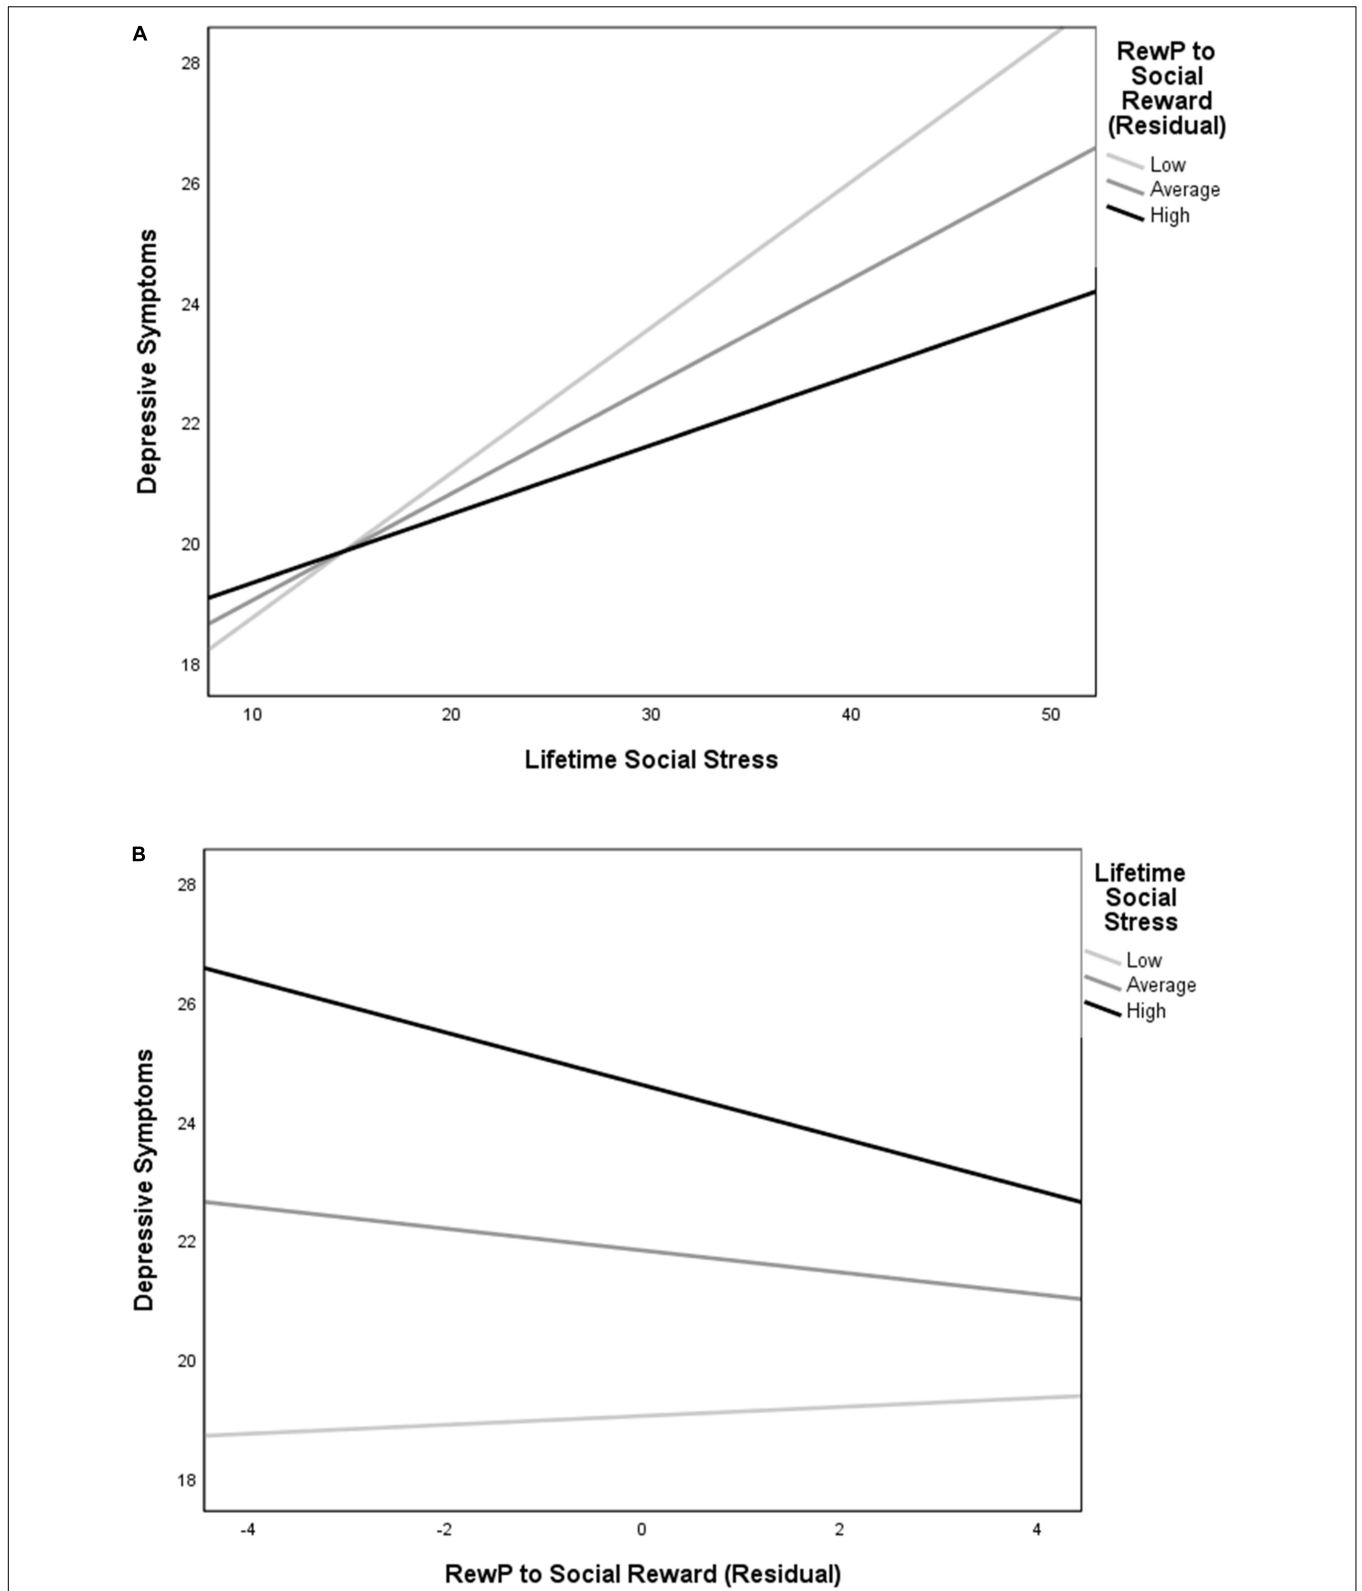 A
RewP to
Social
Reward
(Residual)
Low
Average
High
28
26
24
22
20
18
Depressive Symptoms
10 20 30 40 50
Lifetime Social Stress
B
Lifetime
Social
Stress
Low
Average
High
28
26
24
22
20
18
Depressive Symptoms
-4 -2 0 2 4
RewP to Social Reward (Residual)